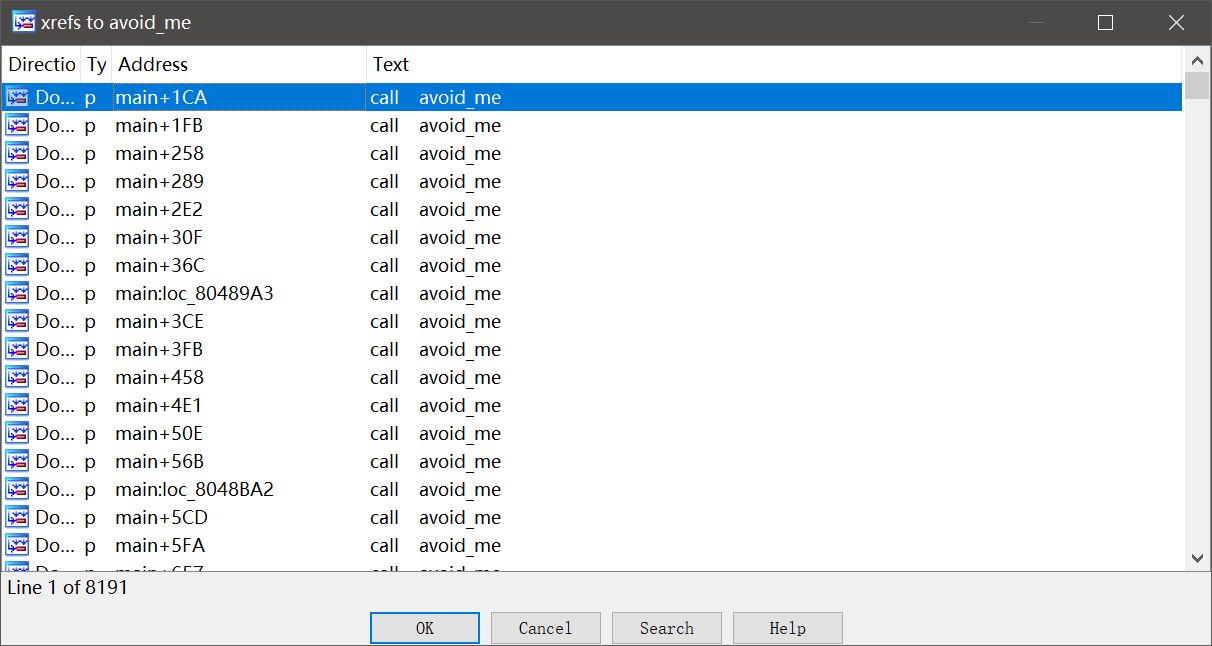 xrefs to avoid_me
Directio Ty Address Text
Do... p main+1CA call avoid_me
Do... p main+1FB call avoid_me
Do... p main+258 call avoid_me
Do... p main+289 call avoid_me
Do... p main+2E2 call avoid_me
Do... p main+30F call avoid_me
Do... p main+36C call avoid_me
Do... p main:loc_80489A3 call avoid_me
Do... p main+3CE call avoid_me
Do... p main+3FB call avoid_me
Do... p main+458 call avoid_me
Do... p main+4E1 call avoid_me
Do... p main+50E call avoid_me
Do... p main+56B call avoid_me
Do... p main:loc_8048BA2 call avoid_me
Do... p main+5CD call avoid_me
Do... p main+5FA call avoid_me
Line 1 of 8191
OK Cancel Search Help